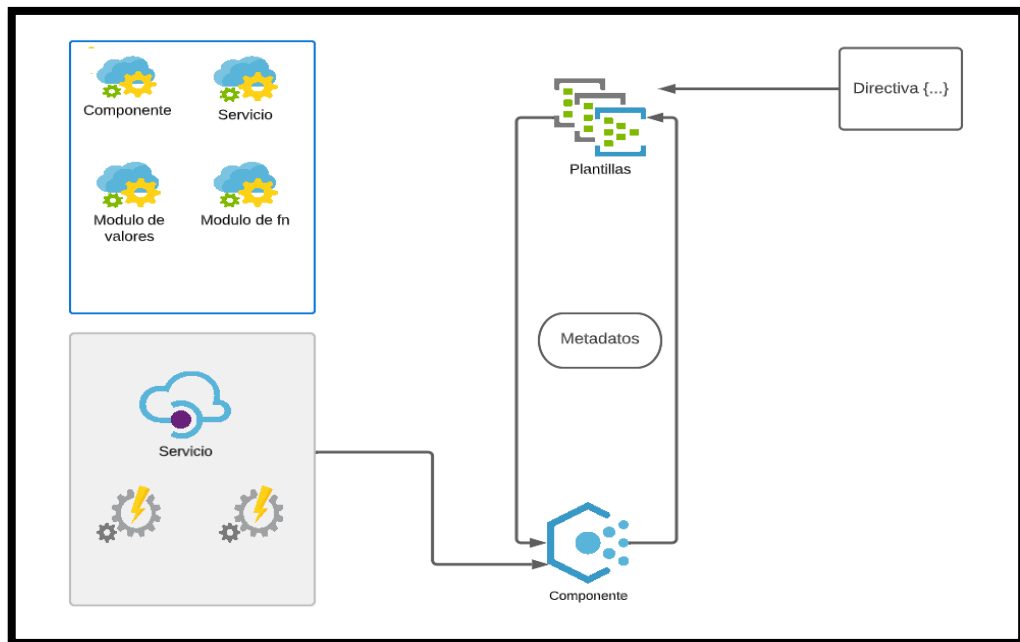 Componente
Servicio
Modulo de
valores
Modulo de fn
Servicio
Plantillas
Directiva {...}
Metadatos
Componente